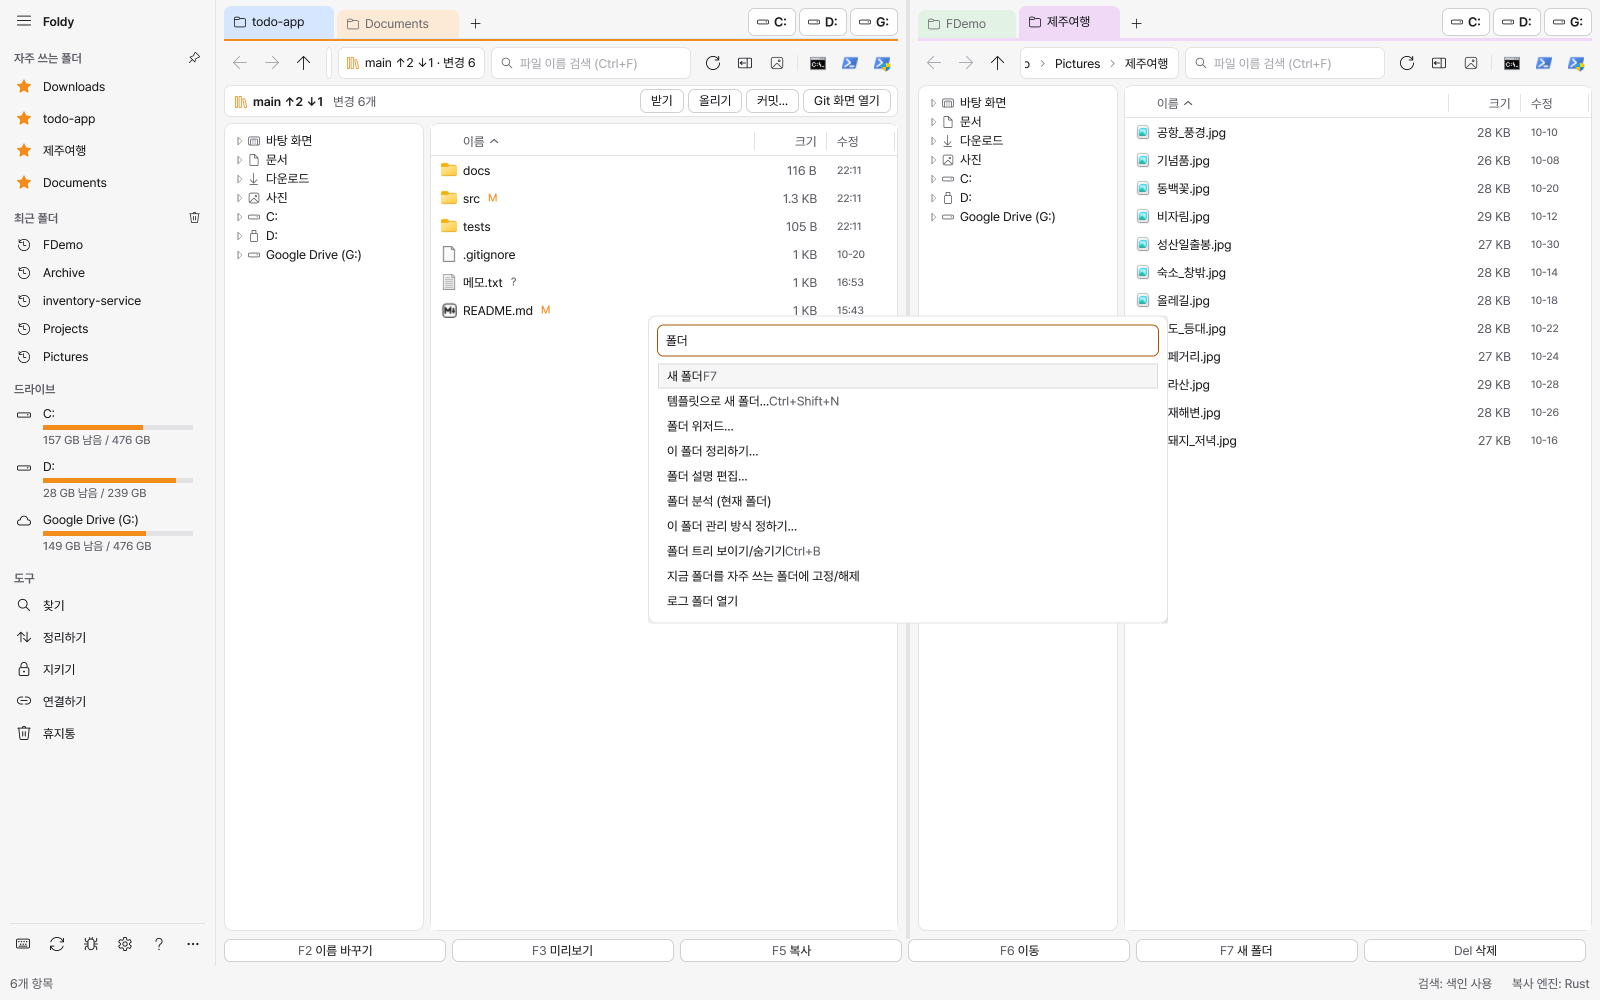 Foldy
자주 쓰는 폴더
Downloads
todo-app
제주여행
Documents
최근 폴더
FDemo
Archive
inventory-service
Projects
Pictures
드라이브
C:
157 GB 남음 / 476 GB
D:
28 GB 남음 / 239 GB
Google Drive (G:)
149 GB 남음 / 476 GB
도구
찾기
정리하기
지키기
연결하기
휴지통
todo-app
Documents
C:
D:
G:
main ↑2 ↓1 · 변경 6
파일 이름 검색 (Ctrl+F)
main ↑2 ↓1 변경 6개
받기
올리기
커밋...
Git 화면 열기
바탕 화면
문서
다운로드
사진
C:
D:
Google Drive (G:)
이름 크기 수정
docs 116 B 22:11
src M 1.3 KB 22:11
tests 105 B 22:11
.gitignore 1 KB 10-20
메모.txt ? 1 KB 16:53
README.md M 1 KB 15:43
폴더
새 폴더F7
템플릿으로 새 폴더...Ctrl+Shift+N
폴더 위저드...
이 폴더 정리하기...
폴더 설명 편집...
폴더 분석 (현재 폴더)
이 폴더 관리 방식 정하기...
폴더 트리 보이기/숨기기Ctrl+B
지금 폴더를 자주 쓰는 폴더에 고정/해제
로그 폴더 열기
FDemo
제주여행
C:
D:
G:
Pictures > 제주여행
파일 이름 검색 (Ctrl+F)
바탕 화면
문서
다운로드
사진
C:
D:
Google Drive (G:)
이름 크기 수정
공항_풍경.jpg 28 KB 10-10
기념품.jpg 26 KB 10-08
동백꽃.jpg 28 KB 10-20
비자림.jpg 29 KB 10-12
성산일출봉.jpg 27 KB 10-30
숙소_창밖.jpg 28 KB 10-14
올레길.jpg 28 KB 10-18
도_등대.jpg 28 KB 10-22
페거리.jpg 27 KB 10-24
라산.jpg 29 KB 10-28
재해변.jpg 28 KB 10-26
돼지_저녁.jpg 27 KB 10-16
F2 이름 바꾸기
F3 미리보기
F5 복사
F6 이동
F7 새 폴더
Del 삭제
6개 항목
검색: 색인 사용
복사 엔진: Rust